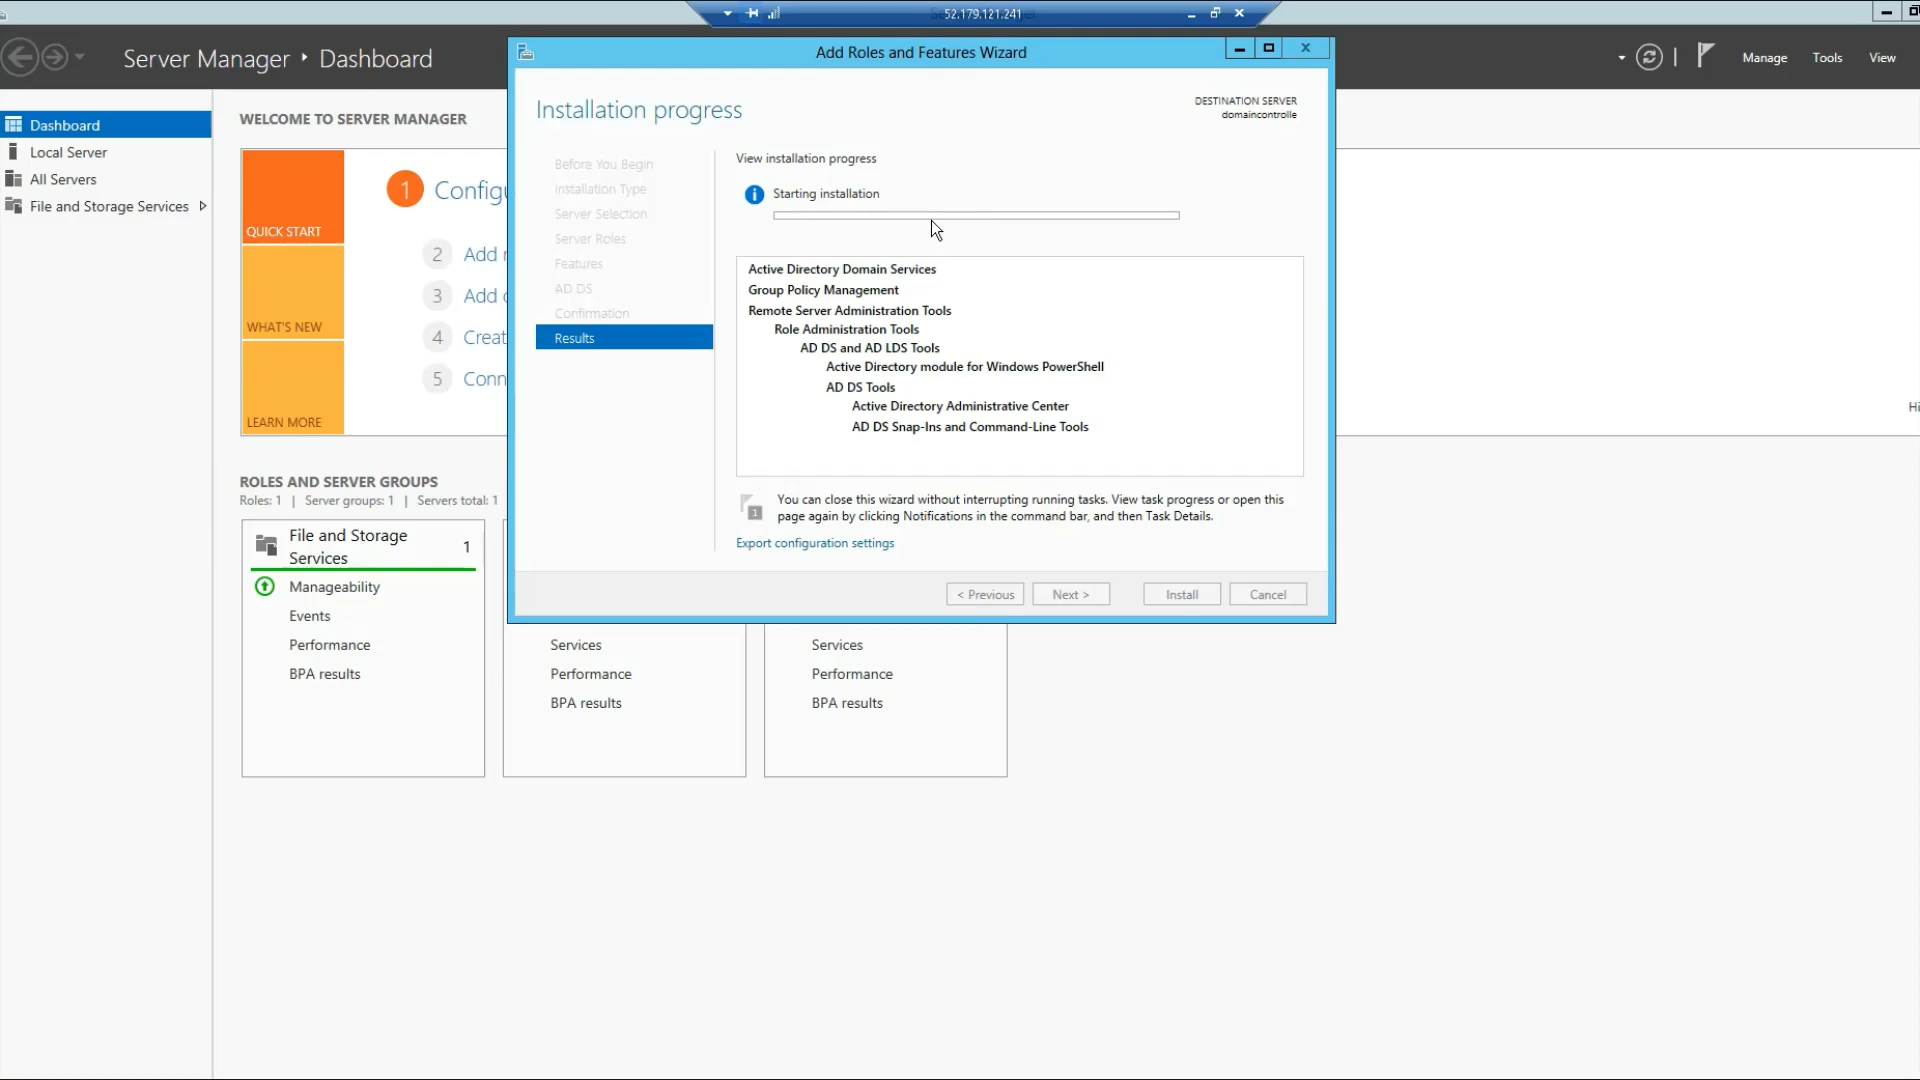 52.179.121.241
Server Manager ‣ Dashboard
Manage
Tools
View
Dashboard
Local Server
All Servers
File and Storage Services
WELCOME TO SERVER MANAGER
QUICK START
WHAT'S NEW
LEARN MORE
1
2 Add
3 Add
4
5
ROLES AND SERVER GROUPS
Roles: 1 | Server groups: 1 | Servers total: 1
File and Storage
Services
1
Manageability
Events
Performance
BPA results
Services
Performance
BPA results
Services
Performance
BPA results
Add Roles and Features Wizard
Installation progress
DESTINATION SERVER
domaincontrolle
Before You Begin
Installation Type
Server Selection
Server Roles
Features
AD DS
Confirmation
Results
View installation progress
Starting installation
Active Directory Domain Services
Group Policy Management
Remote Server Administration Tools
Role Administration Tools
AD DS and AD LDS Tools
Active Directory module for Windows PowerShell
AD DS Tools
Active Directory Administrative Center
AD DS Snap-Ins and Command-Line Tools
1
You can close this wizard without interrupting running tasks. View task progress or open this
page again by clicking Notifications in the command bar, and then Task Details.
Export configuration settings
< Previous
Next >
Install
Cancel